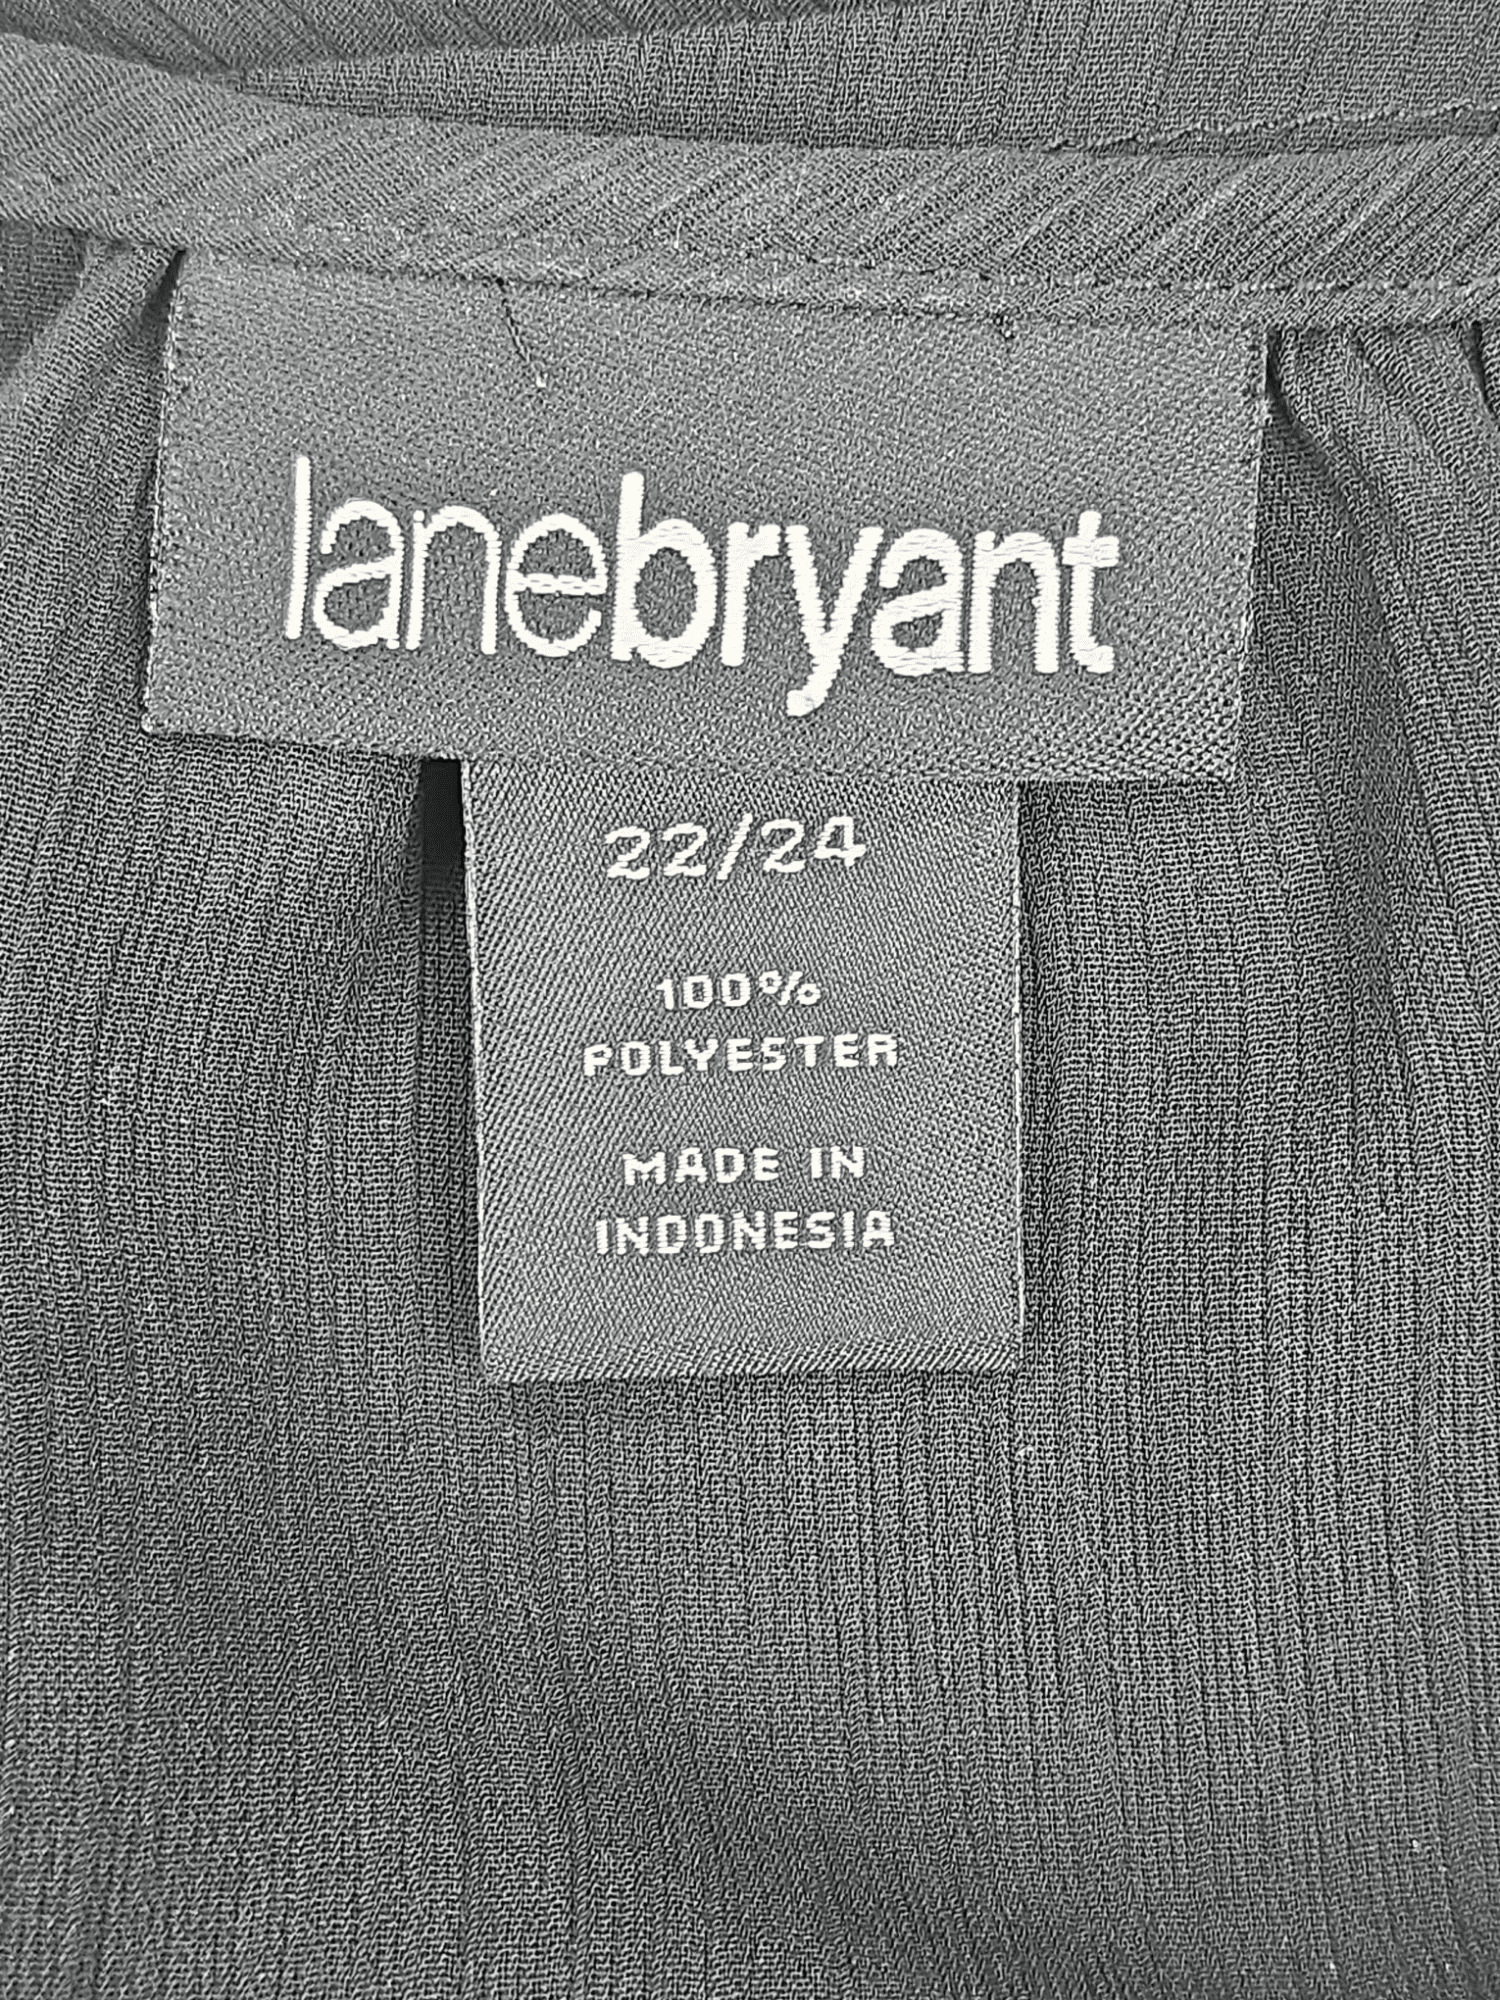 lanebryant
22/24
100%
POLYESTER
MADE IN
INDONESIA